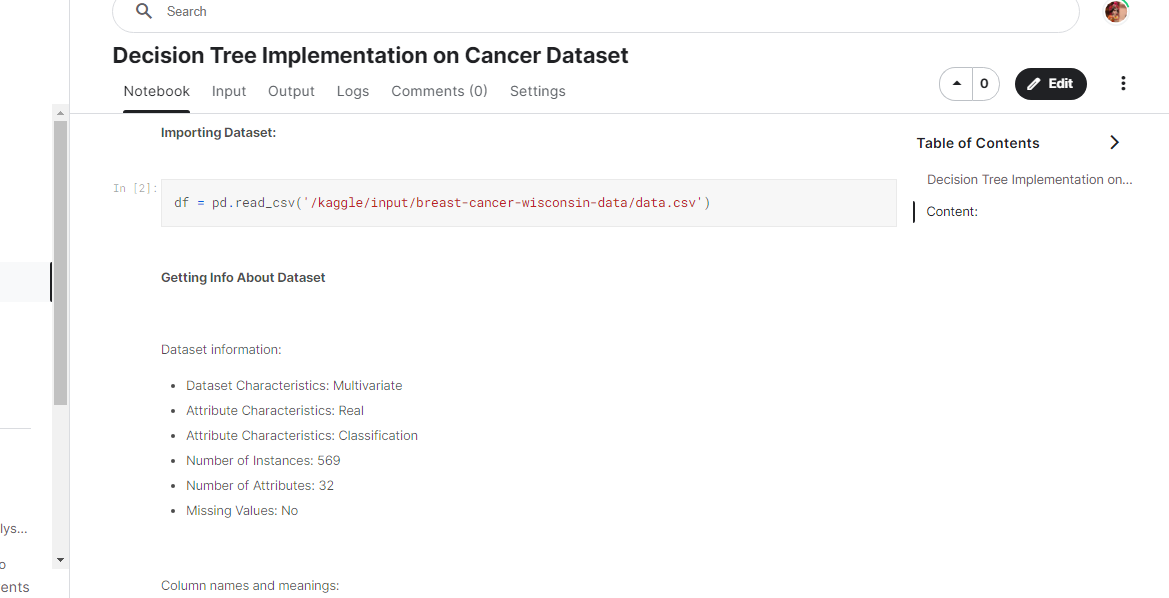 Search
Decision Tree Implementation on Cancer Dataset
0
Edit
Notebook Input Output Logs Comments (0) Settings
Importing Dataset:
Table of Contents
Decision Tree Implementation on...
Content:
In [2]:
df = pd.read_csv('/kaggle/input/breast-cancer-wisconsin-data/data.csv')
Getting Info About Dataset
Dataset information:
Dataset Characteristics: Multivariate
Attribute Characteristics: Real
Attribute Characteristics: Classification
Number of Instances: 569
Number of Attributes: 32
Missing Values: No
lys...
o
ents
Column names and meanings: